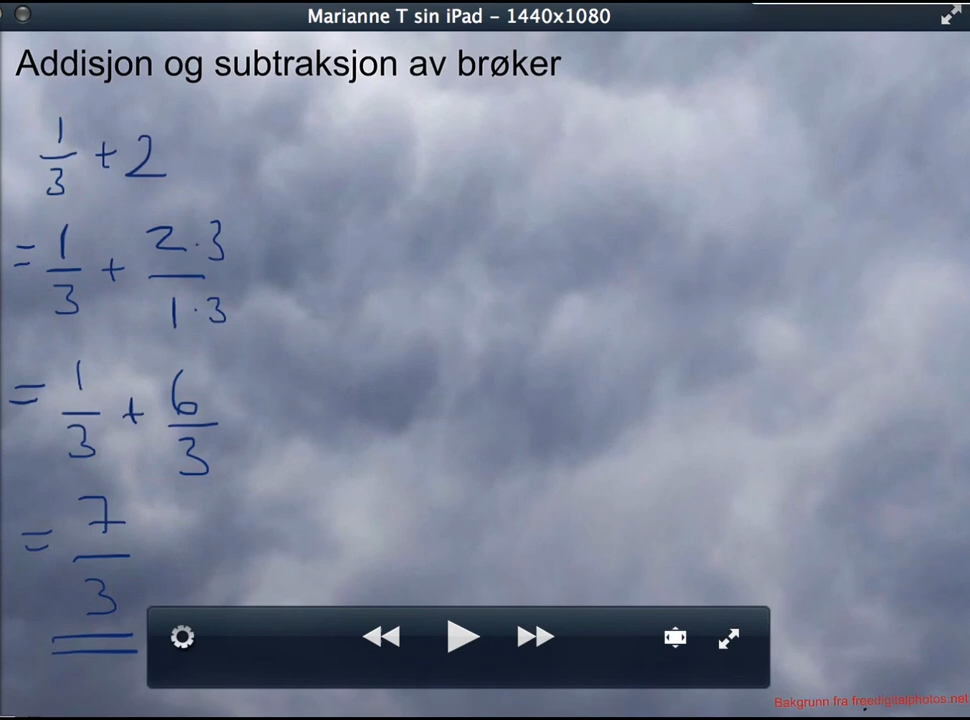 Marianne T sin iPad – 1440x1080
Addisjon og subtraksjon av brøker
1/3 + 2
= 1/3 + 2·3/1·3
= 1/3 + 6/3
= 7/3
Bakgrunn fra freedigitalphotos.net